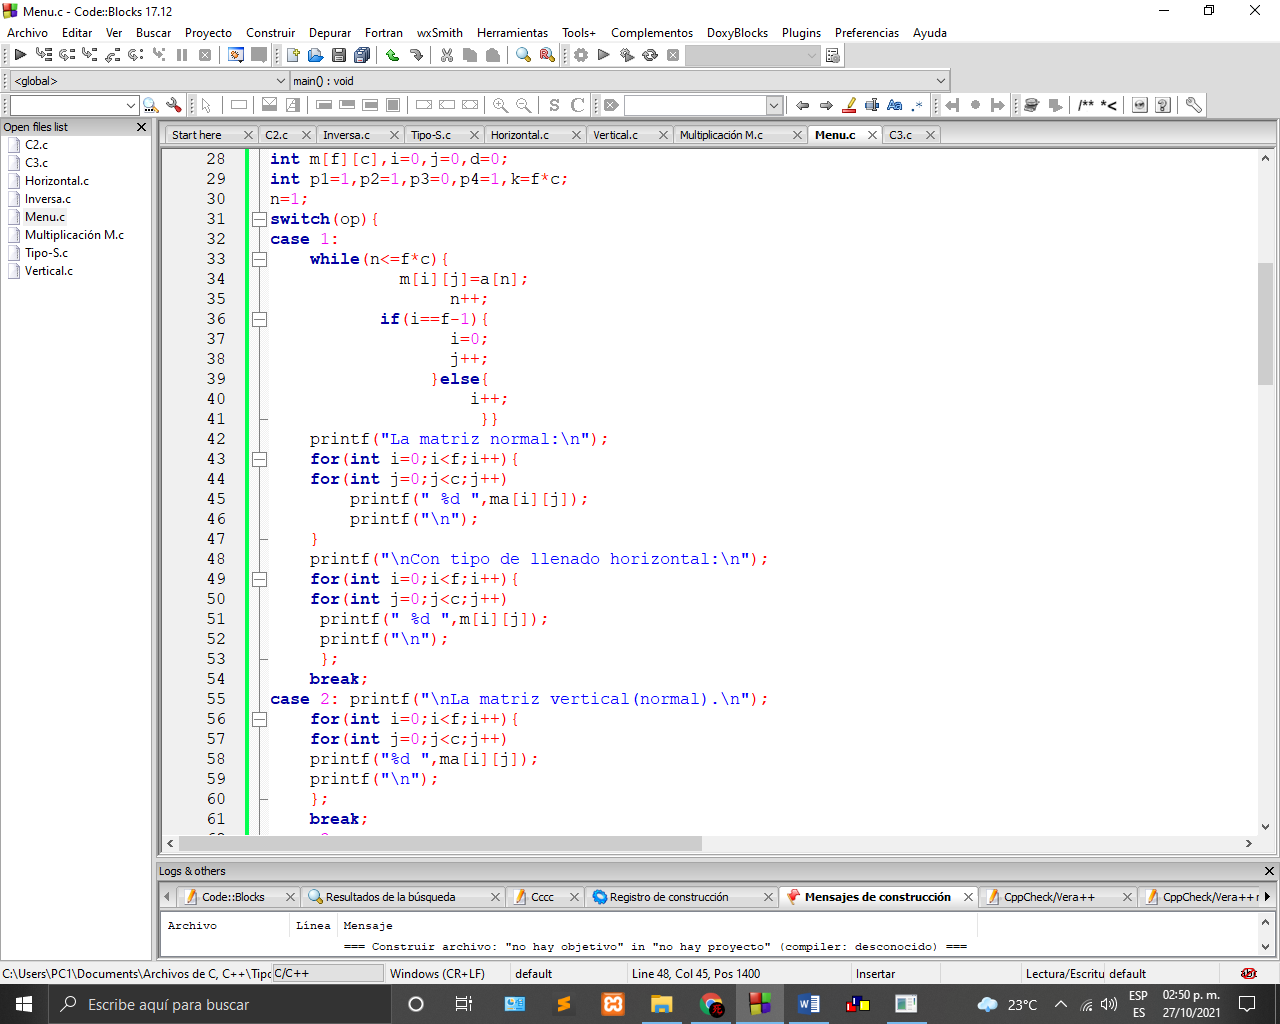 Menu.c - Code::Blocks 17.12
Archivo Editar Ver Buscar Proyecto Construir Depurar Fortran wxSmith Herramientas Tools+ Complementos DoxyBlocks Plugins Preferencias Ayuda
<global> main() : void
S C Aa .* /** *<
Open files list
C2.c
C3.c
Horizontal.c
Inversa.c
Menu.c
Multiplicación M.c
Tipo-S.c
Vertical.c
Start here C2.c Inversa.c Tipo-S.c Horizontal.c Vertical.c Multiplicación M.c Menu.c C3.c
28 int m[f][c],i=0,j=0,d=0;
29 int p1=1,p2=1,p3=0,p4=1,k=f*c;
30 n=1;
31 switch(op){
32 case 1:
33 while(n<=f*c){
34 m[i][j]=a[n];
35 n++;
36 if(i==f-1){
37 i=0;
38 j++;
39 }else{
40 i++;
41 }}
42 printf("La matriz normal:\n");
43 for(int i=0;i<f;i++){
44 for(int j=0;j<c;j++)
45 printf(" %d ",ma[i][j]);
46 printf("\n");
47 }
48 printf("\nCon tipo de llenado horizontal:\n");
49 for(int i=0;i<f;i++){
50 for(int j=0;j<c;j++)
51 printf(" %d ",m[i][j]);
52 printf("\n");
53 };
54 break;
55 case 2: printf("\nLa matriz vertical(normal).\n");
56 for(int i=0;i<f;i++){
57 for(int j=0;j<c;j++)
58 printf("%d ",ma[i][j]);
59 printf("\n");
60 };
61 break;
Logs & others
Code::Blocks Resultados de la búsqueda Cccc Registro de construcción Mensajes de construcción CppCheck/Vera++ CppCheck/Vera++ r
Archivo Línea Mensaje
=== Construir archivo: "no hay objetivo" in "no hay proyecto" (compiler: desconocido) ===
C:\Users\PC1\Documents\Archivos de C, C++\Tipo C/C++ Windows (CR+LF) default Line 48, Col 45, Pos 1400 Insertar Lectura/Escritu default
Escribe aquí para buscar
23°C ESP ES 02:50 p. m. 27/10/2021